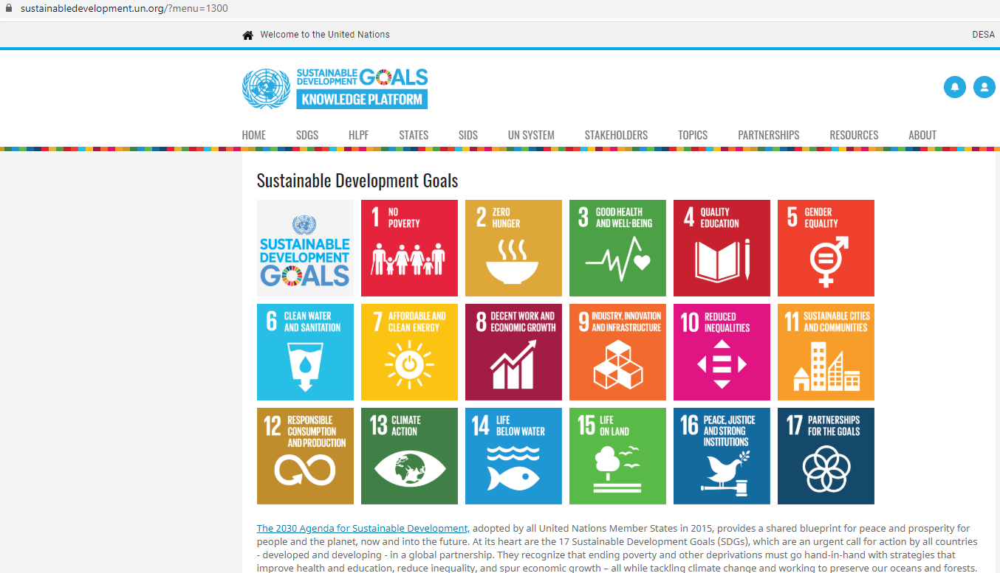 sustainabledevelopment.un.org/?menu=1300
Welcome to the United Nations
DESA
SUSTAINABLE
DEVELOPMENT
GOALS
KNOWLEDGE PLATFORM
HOME SDGS HLPF STATES SIDS UN SYSTEM STAKEHOLDERS TOPICS PARTNERSHIPS RESOURCES ABOUT
Sustainable Development Goals
SUSTAINABLE
DEVELOPMENT
GOALS
1 NO
POVERTY
2 ZERO
HUNGER
3 GOOD HEALTH
AND WELL-BEING
4 QUALITY
EDUCATION
5 GENDER
EQUALITY
6 CLEAN WATER
AND SANITATION
7 AFFORDABLE AND
CLEAN ENERGY
8 DECENT WORK AND
ECONOMIC GROWTH
9 INDUSTRY, INNOVATION
AND INFRASTRUCTURE
10 REDUCED
INEQUALITIES
11 SUSTAINABLE CITIES
AND COMMUNITIES
12 RESPONSIBLE
CONSUMPTION
AND PRODUCTION
13 CLIMATE
ACTION
14 LIFE
BELOW WATER
15 LIFE
ON LAND
16 PEACE, JUSTICE
AND STRONG
INSTITUTIONS
17 PARTNERSHIPS
FOR THE GOALS
The 2030 Agenda for Sustainable Development, adopted by all United Nations Member States in 2015, provides a shared blueprint for peace and prosperity for
people and the planet, now and into the future. At its heart are the 17 Sustainable Development Goals (SDGs), which are an urgent call for action by all countries
- developed and developing - in a global partnership. They recognize that ending poverty and other deprivations must go hand-in-hand with strategies that
improve health and education, reduce inequality, and spur economic growth – all while tackling climate change and working to preserve our oceans and forests.